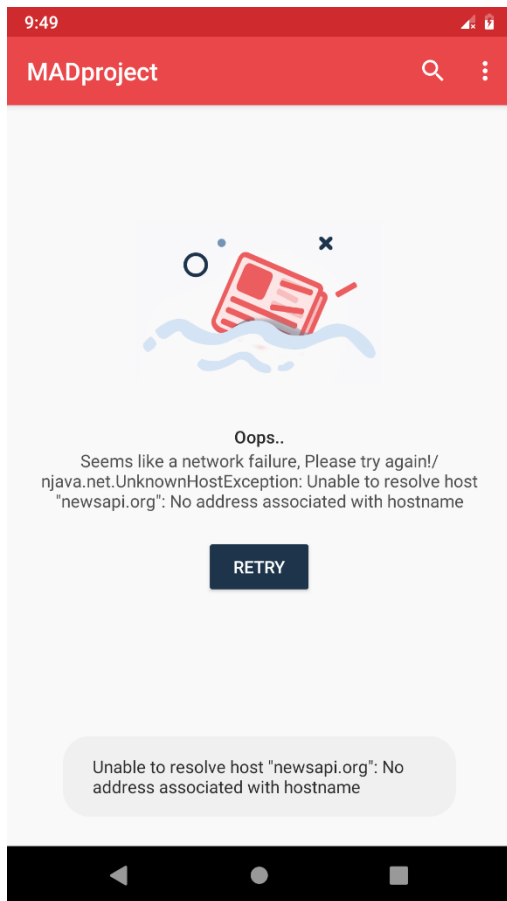 9:49
MADproject
Oops..
Seems like a network failure, Please try again!/
njava.net.UnknownHostException: Unable to resolve host
"newsapi.org": No address associated with hostname
RETRY
Unable to resolve host "newsapi.org": No
address associated with hostname